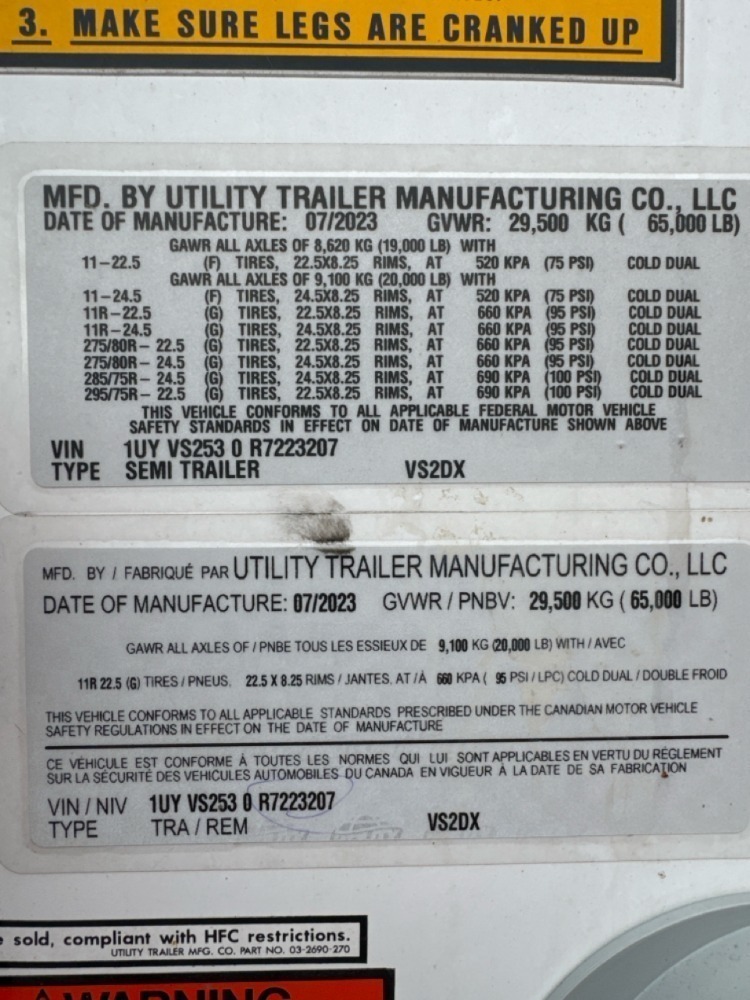 3. MAKE SURE LEGS ARE CRANKED UP
MFD. BY UTILITY TRAILER MANUFACTURING CO., LLC
DATE OF MANUFACTURE: 07/2023 GVWR: 29,500 KG ( 65,000 LB)
GAWR ALL AXLES OF 8,620 KG (19,000 LB) WITH
11-22.5 (F) TIRES, 22.5X8.25 RIMS, AT 520 KPA (75 PSI) COLD DUAL
GAWR ALL AXLES OF 9,100 KG (20,000 LB) WITH
11-24.5 (F) TIRES, 24.5X8.25 RIMS, AT 520 KPA (75 PSI) COLD DUAL
11R-22.5 (G) TIRES, 22.5X8.25 RIMS, AT 660 KPA (95 PSI) COLD DUAL
11R-24.5 (G) TIRES, 24.5X8.25 RIMS, AT 660 KPA (95 PSI) COLD DUAL
275/80R- 22.5 (G) TIRES, 22.5X8.25 RIMS, AT 660 KPA (95 PSI) COLD DUAL
275/80R- 24.5 (G) TIRES, 24.5X8.25 RIMS, AT 660 KPA (95 PSI) COLD DUAL
285/75R- 24.5 (G) TIRES, 24.5X8.25 RIMS, AT 690 KPA (100 PSI) COLD DUAL
295/75R- 22.5 (G) TIRES, 22.5X8.25 RIMS, AT 690 KPA (100 PSI) COLD DUAL
THIS VEHICLE CONFORMS TO ALL APPLICABLE FEDERAL MOTOR VEHICLE
SAFETY STANDARDS IN EFFECT ON DATE OF MANUFACTURE SHOWN ABOVE
VIN 1UY VS253 0 R7223207
TYPE SEMI TRAILER VS2DX
MFD. BY / FABRIQUÉ PAR UTILITY TRAILER MANUFACTURING CO., LLC
DATE OF MANUFACTURE: 07/2023 GVWR / PNBV: 29,500 KG ( 65,000 LB)
GAWR ALL AXLES OF / PNBE TOUS LES ESSIEUX DE 9,100 KG (20,000 LB) WITH / AVEC
11R 22.5 (G) TIRES / PNEUS, 22.5 X 8.25 RIMS / JANTES, AT /À 660 KPA ( 95 PSI / LPC) COLD DUAL / DOUBLE FROID
THIS VEHICLE CONFORMS TO ALL APPLICABLE STANDARDS PRESCRIBED UNDER THE CANADIAN MOTOR VEHICLE
SAFETY REGULATIONS IN EFFECT ON THE DATE OF MANUFACTURE
CE VÉHICULE EST CONFORME À TOUTES LES NORMES QUI LUI SONT APPLICABLES EN VERTU DU RÈGLEMENT
SUR LA SÉCURITÉ DES VEHICULES AUTOMOBILES DU CANADA EN VIGUEUR À LA DATE DE SA FABRICATION
VIN / NIV 1UY VS253 0 R7223207
TYPE TRA / REM VS2DX
sold, compliant with HFC restrictions.
UTILITY TRAILER MFG. CO. PART NO. 03-2690-270
WARNING